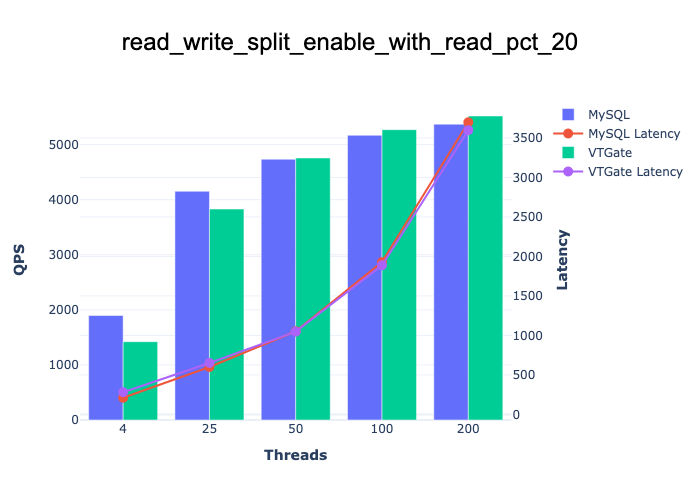 read_write_split_enable_with_read_pct_20
MySQL
MySQL Latency
VTGate
VTGate Latency
QPS
5000
4000
3000
2000
1000
0
3500
3000
2500
2000
1500
1000
500
0
Latency
4
25
50
100
200
Threads